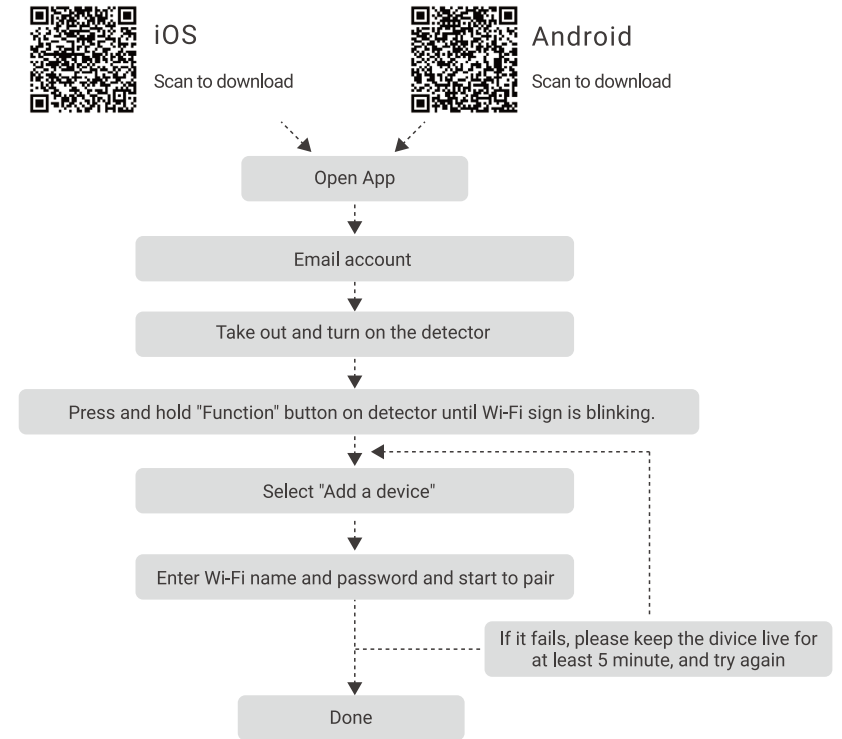 iOS
Scan to download
Android
Scan to download
Open App
Email account
Take out and turn on the detector
Press and hold "Function" button on detector until Wi-Fi sign is blinking.
Select "Add a device"
Enter Wi-Fi name and password and start to pair
If it fails, please keep the divice live for
at least 5 minute, and try again
Done